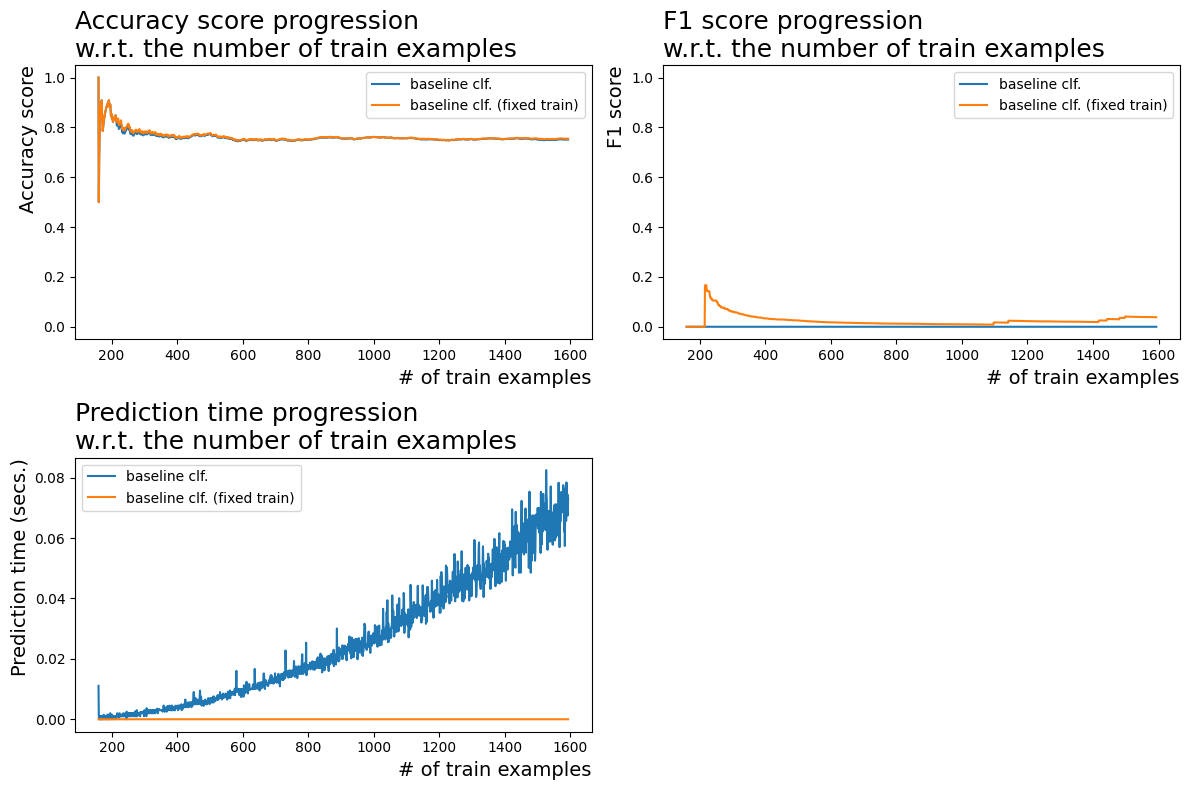 Accuracy score progression
w.r.t. the number of train examples
Accuracy score
1.0
0.8
0.6
0.4
0.2
0.0
baseline clf.
baseline clf. (fixed train)
200 400 600 800 1000 1200 1400 1600
# of train examples
F1 score progression
w.r.t. the number of train examples
F1 score
1.0
0.8
0.6
0.4
0.2
0.0
baseline clf.
baseline clf. (fixed train)
200 400 600 800 1000 1200 1400 1600
# of train examples
Prediction time progression
w.r.t. the number of train examples
Prediction time (secs.)
0.08
0.06
0.04
0.02
0.00
baseline clf.
baseline clf. (fixed train)
200 400 600 800 1000 1200 1400 1600
# of train examples